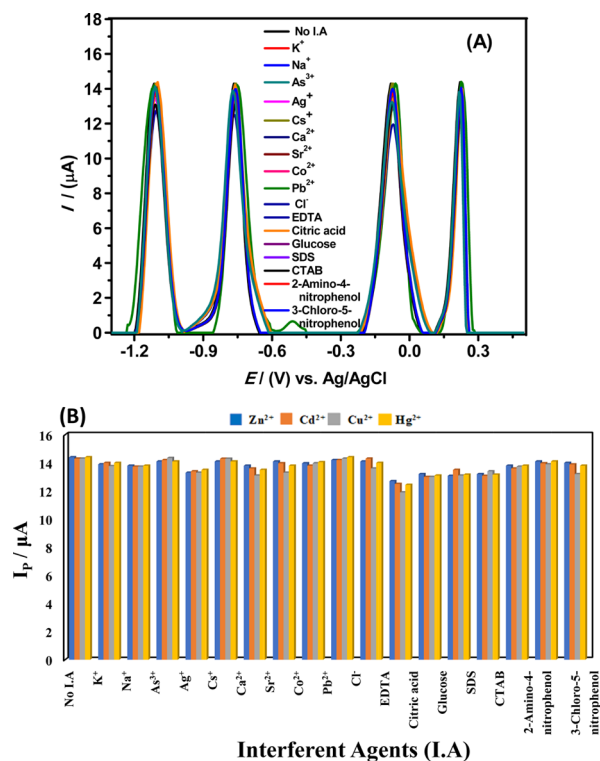 (A)
I / (µA)
18
16
14
12
10
8
6
4
2
0
No I.A
K⁺
Na⁺
As³⁺
Ag⁺
Cs⁺
Ca²⁺
Sr²⁺
Co²⁺
Pb²⁺
Cl⁻
EDTA
Citric acid
Glucose
SDS
CTAB
2-Amino-4-
nitrophenol
3-Chloro-5-
nitrophenol
-1.2 -0.9 -0.6 -0.3 0.0 0.3
E / (V) vs. Ag/AgCl
(B)
Zn²⁺ Cd²⁺ Cu²⁺ Hg²⁺
I_P / µA
16
14
12
10
8
6
4
2
0
No I.A
K⁺
Na⁺
As³⁺
Ag⁺
Cs⁺
Ca²⁺
Sr²⁺
Co²⁺
Pb²⁺
Cl⁻
EDTA
Citric acid
Glucose
SDS
CTAB
2-Amino-4-
nitrophenol
3-Chloro-5-
nitrophenol
Interferent Agents (I.A)